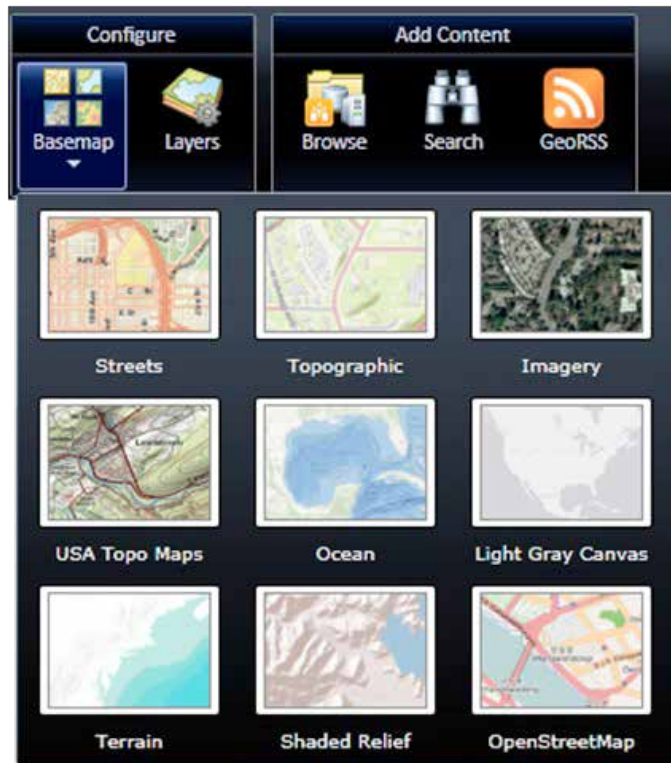 Configure
Add Content
Basemap
Layers
Browse
Search
GeoRSS
Streets
Topographic
Imagery
USA Topo Maps
Ocean
Light Gray Canvas
Terrain
Shaded Relief
OpenStreetMap